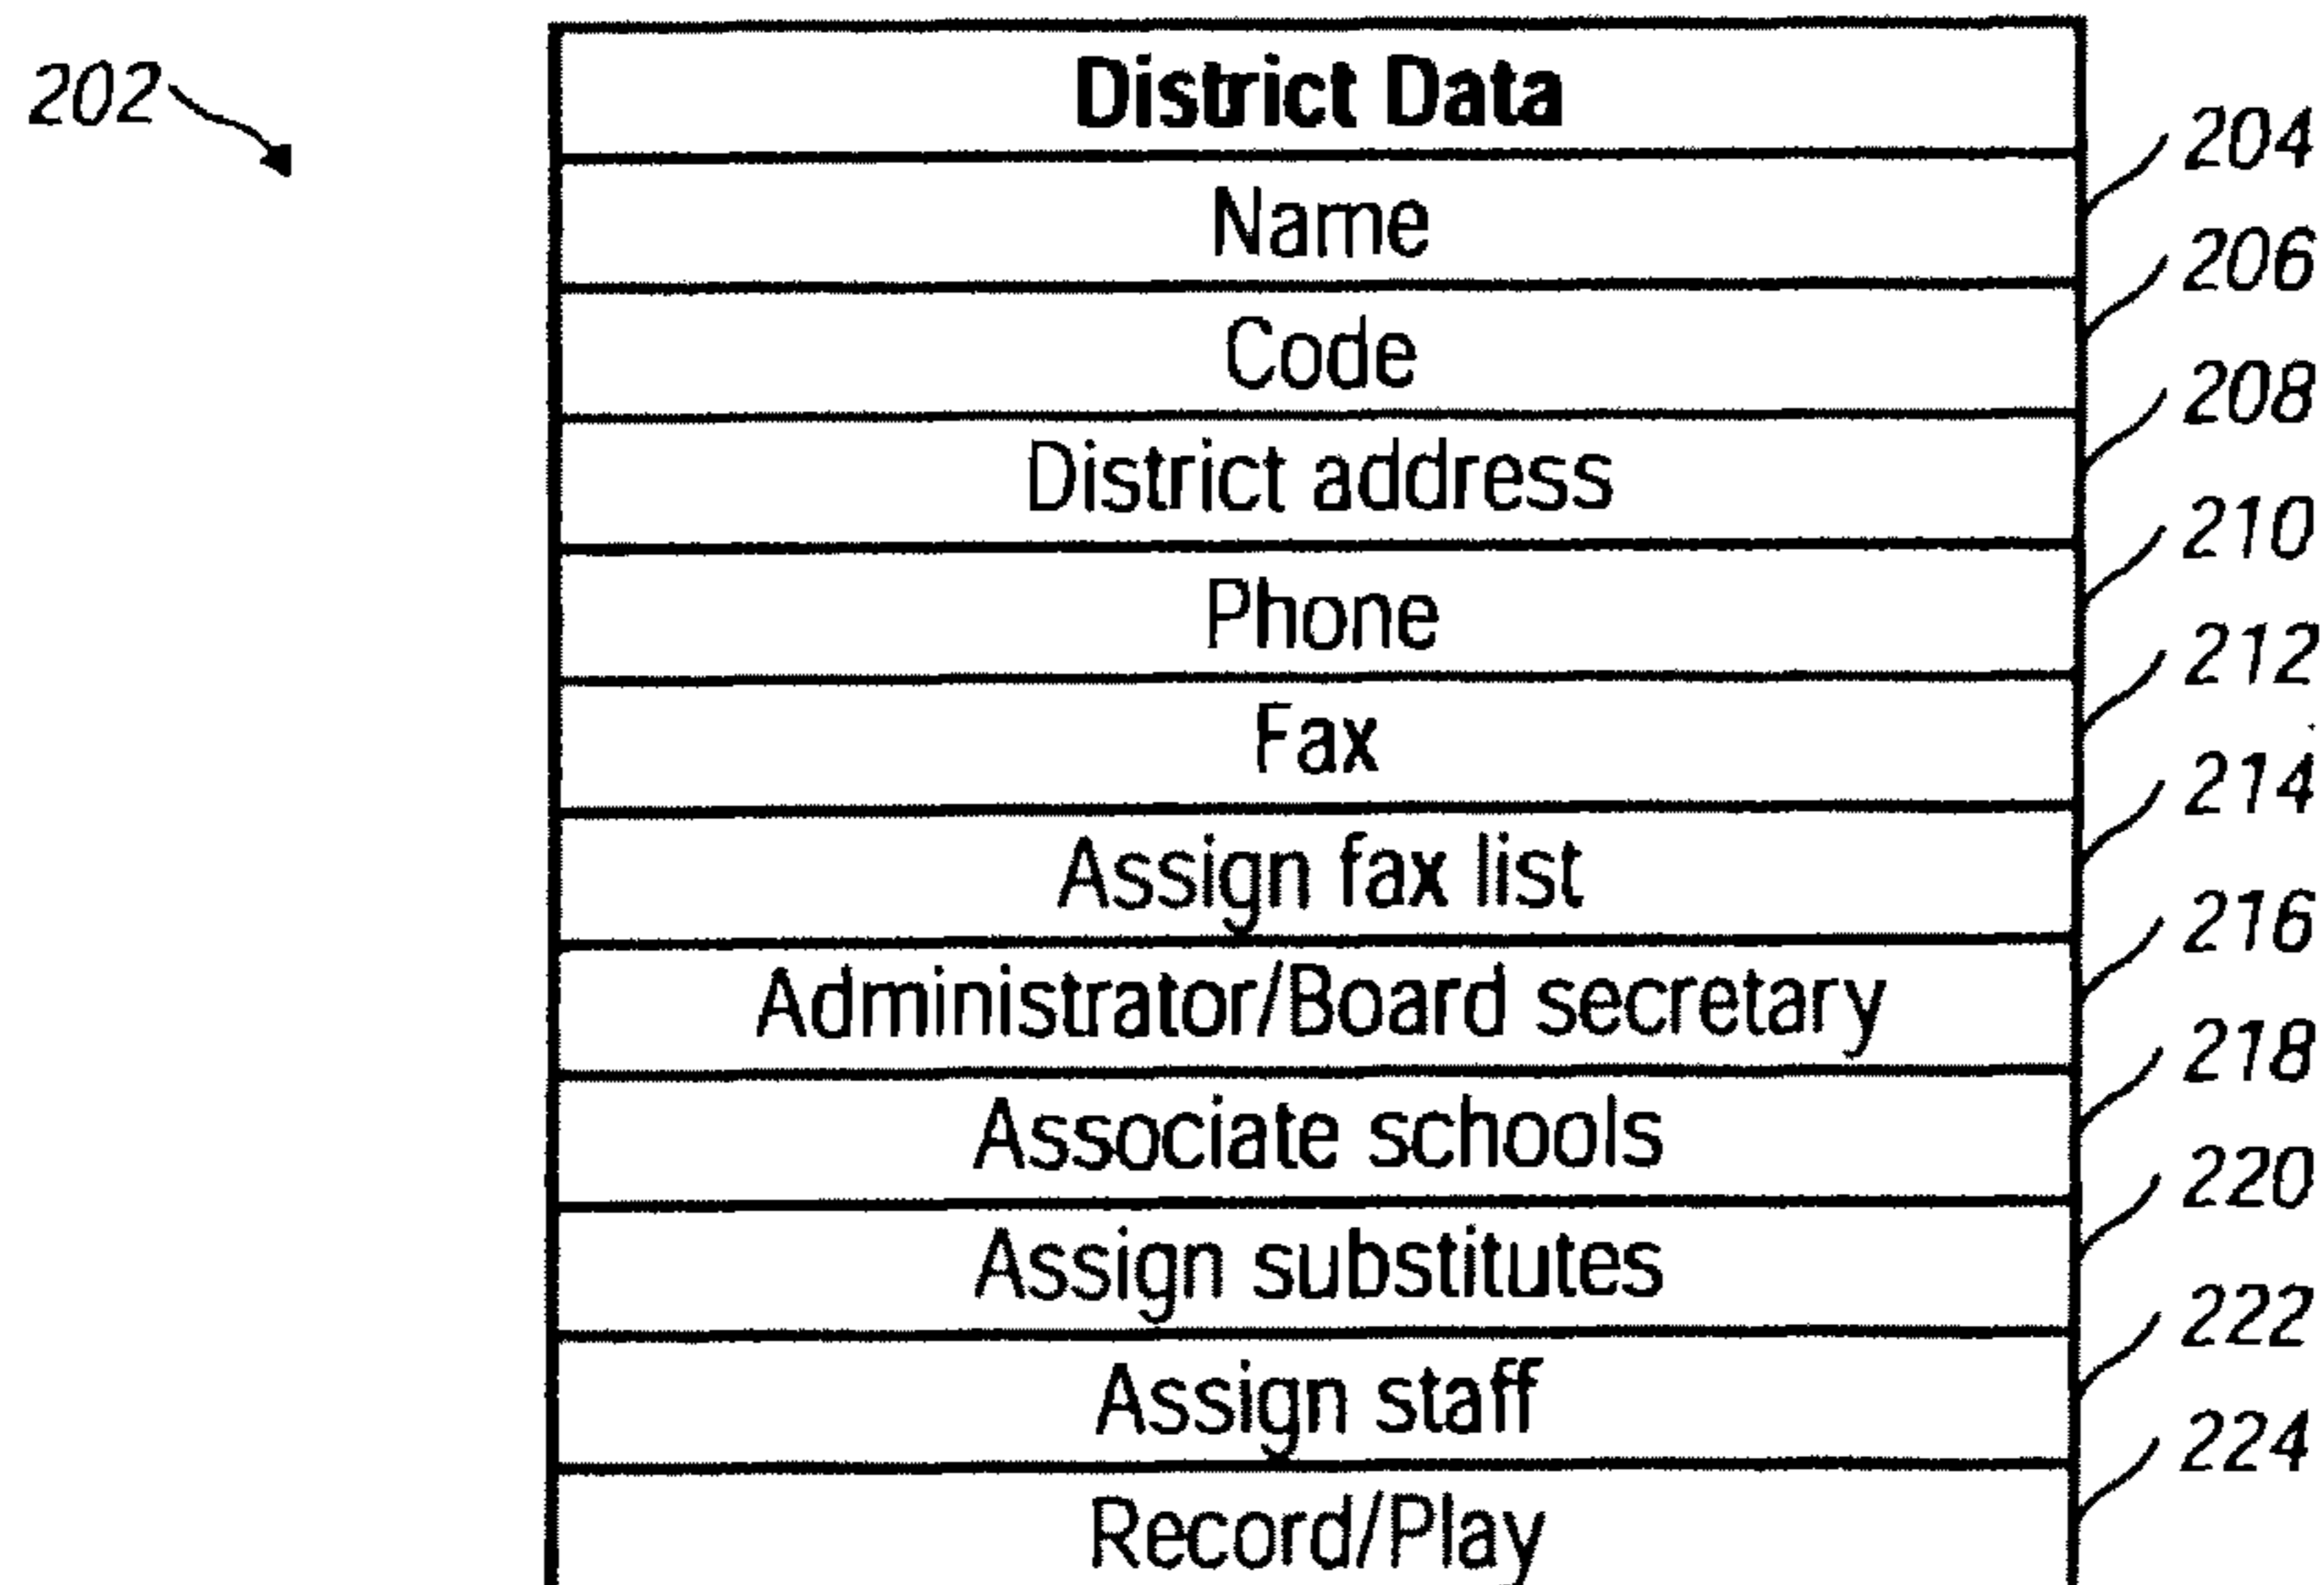 202
District Data
Name 204
Code 206
District address 208
Phone 210
Fax 212
Assign fax list 214
Administrator/Board secretary 216
Associate schools 218
Assign substitutes 220
Assign staff 222
Record/Play 224